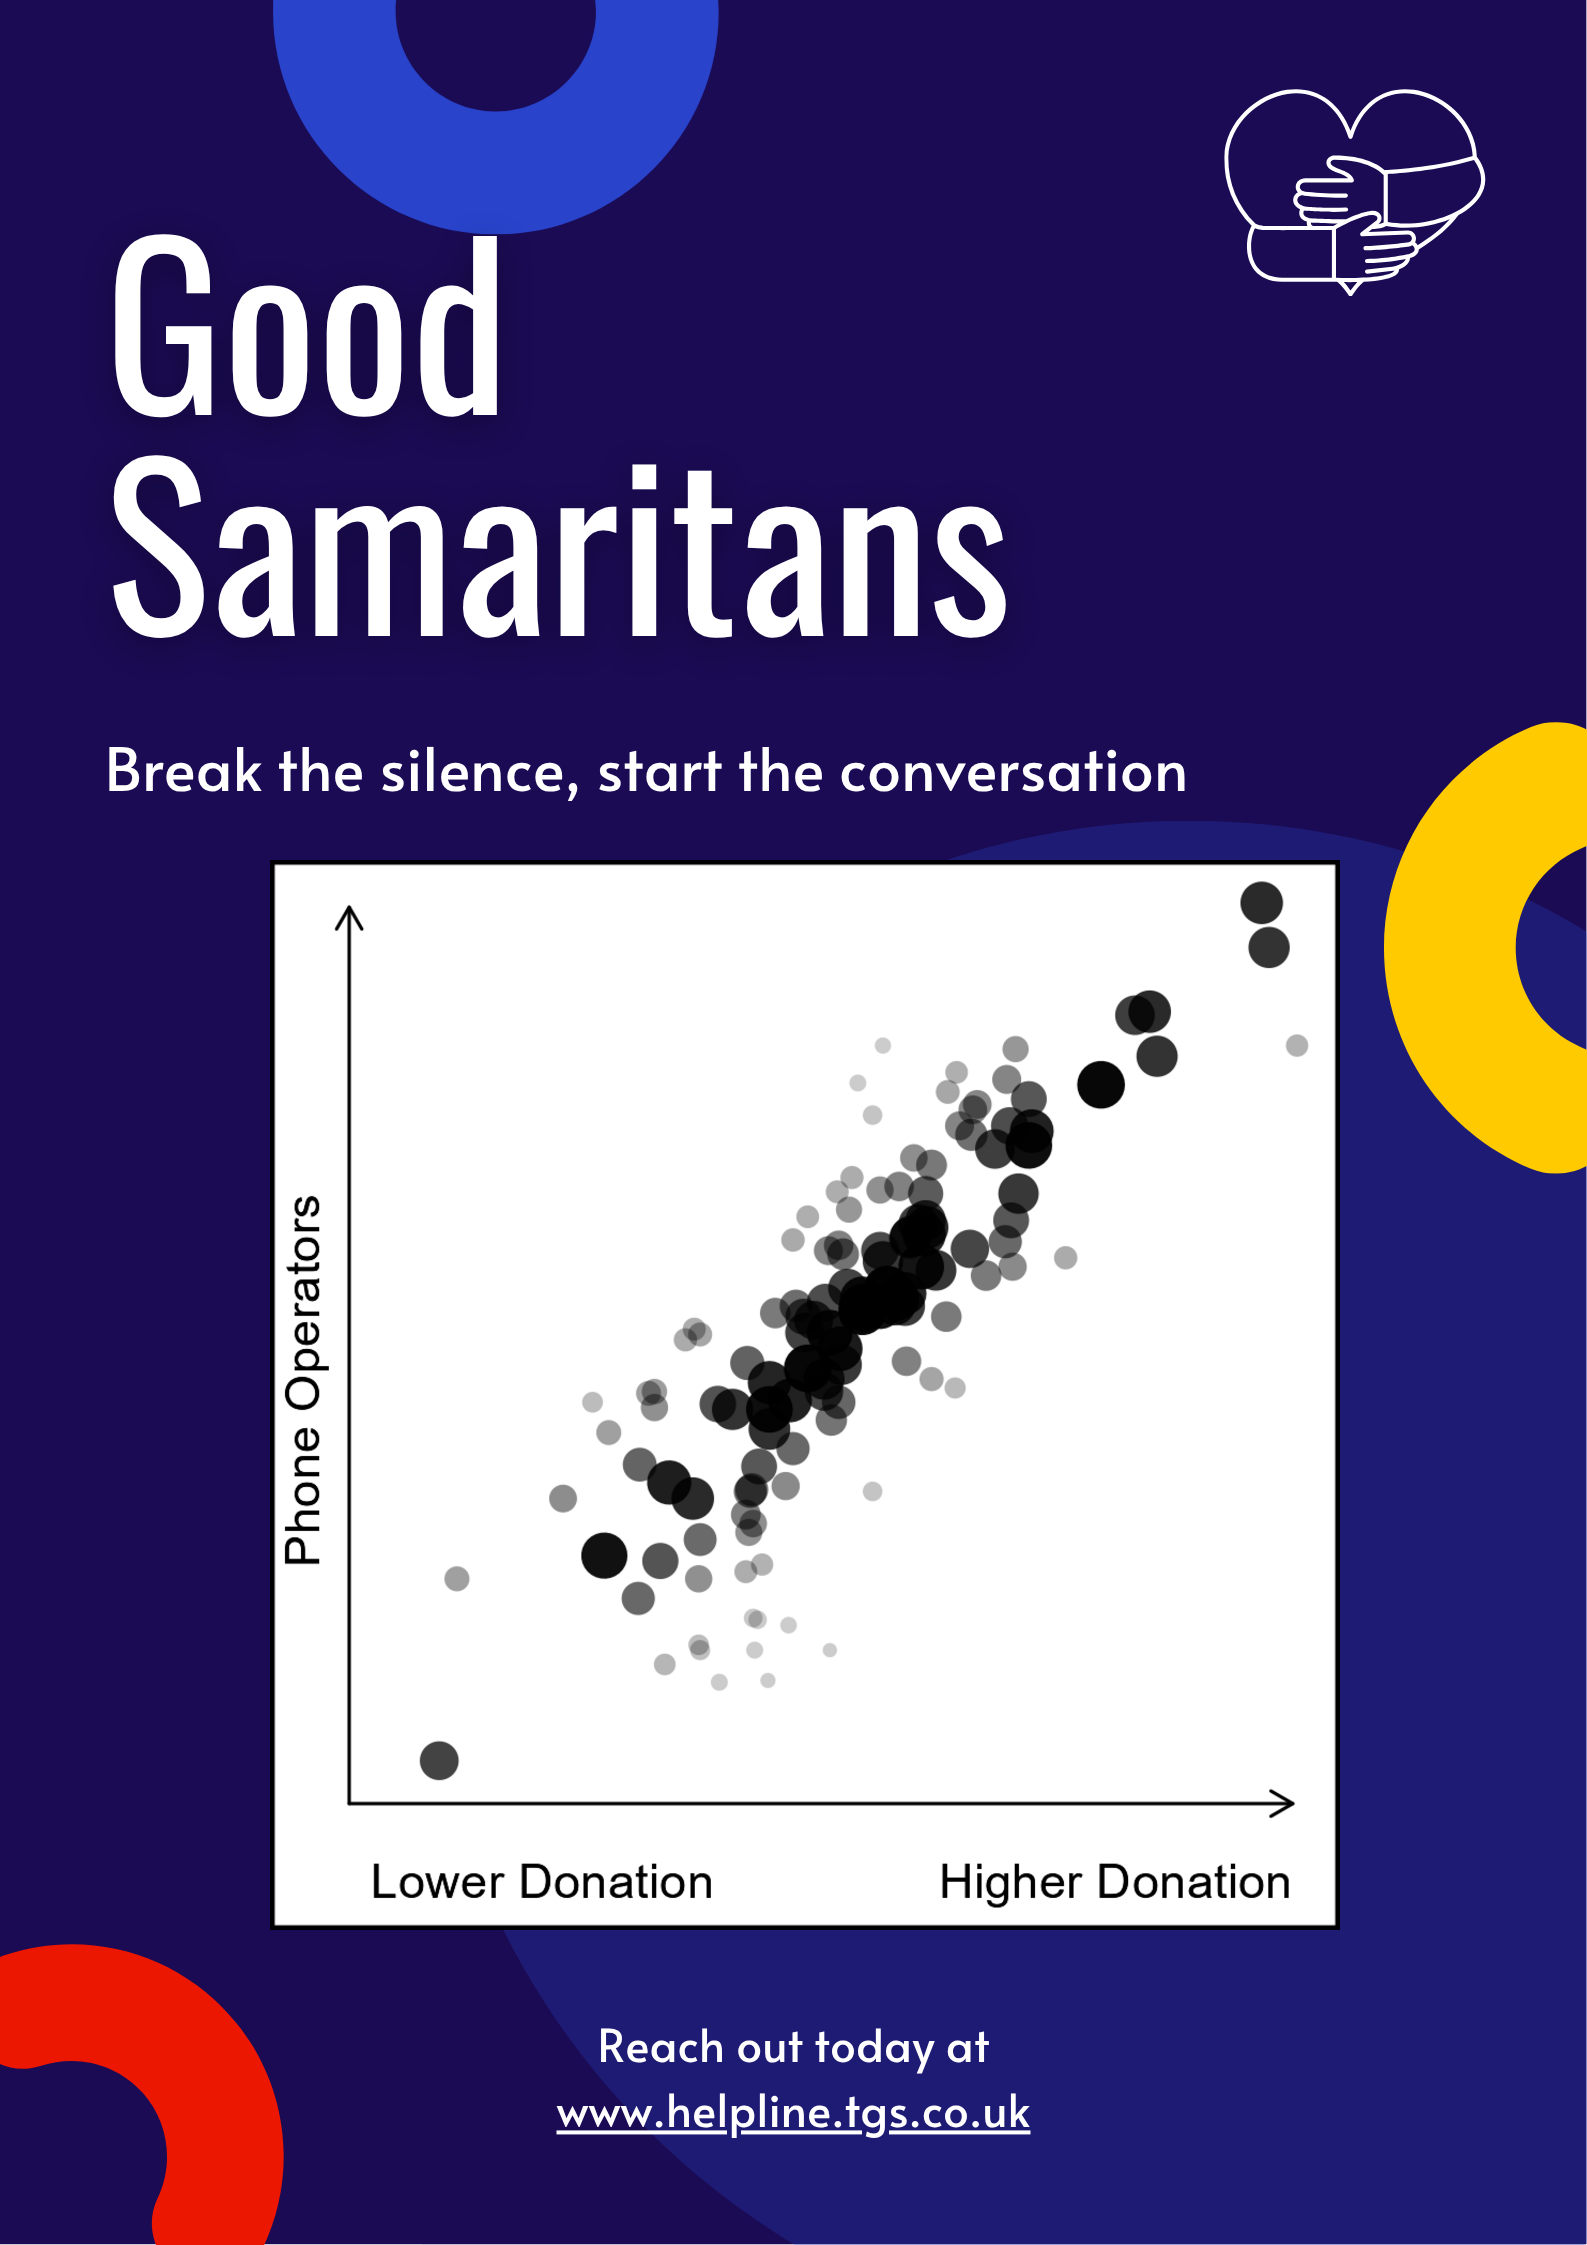 Good
Samaritans
Break the silence, start the conversation
Phone Operators
Lower Donation
Higher Donation
Reach out today at
www.helpline.tgs.co.uk